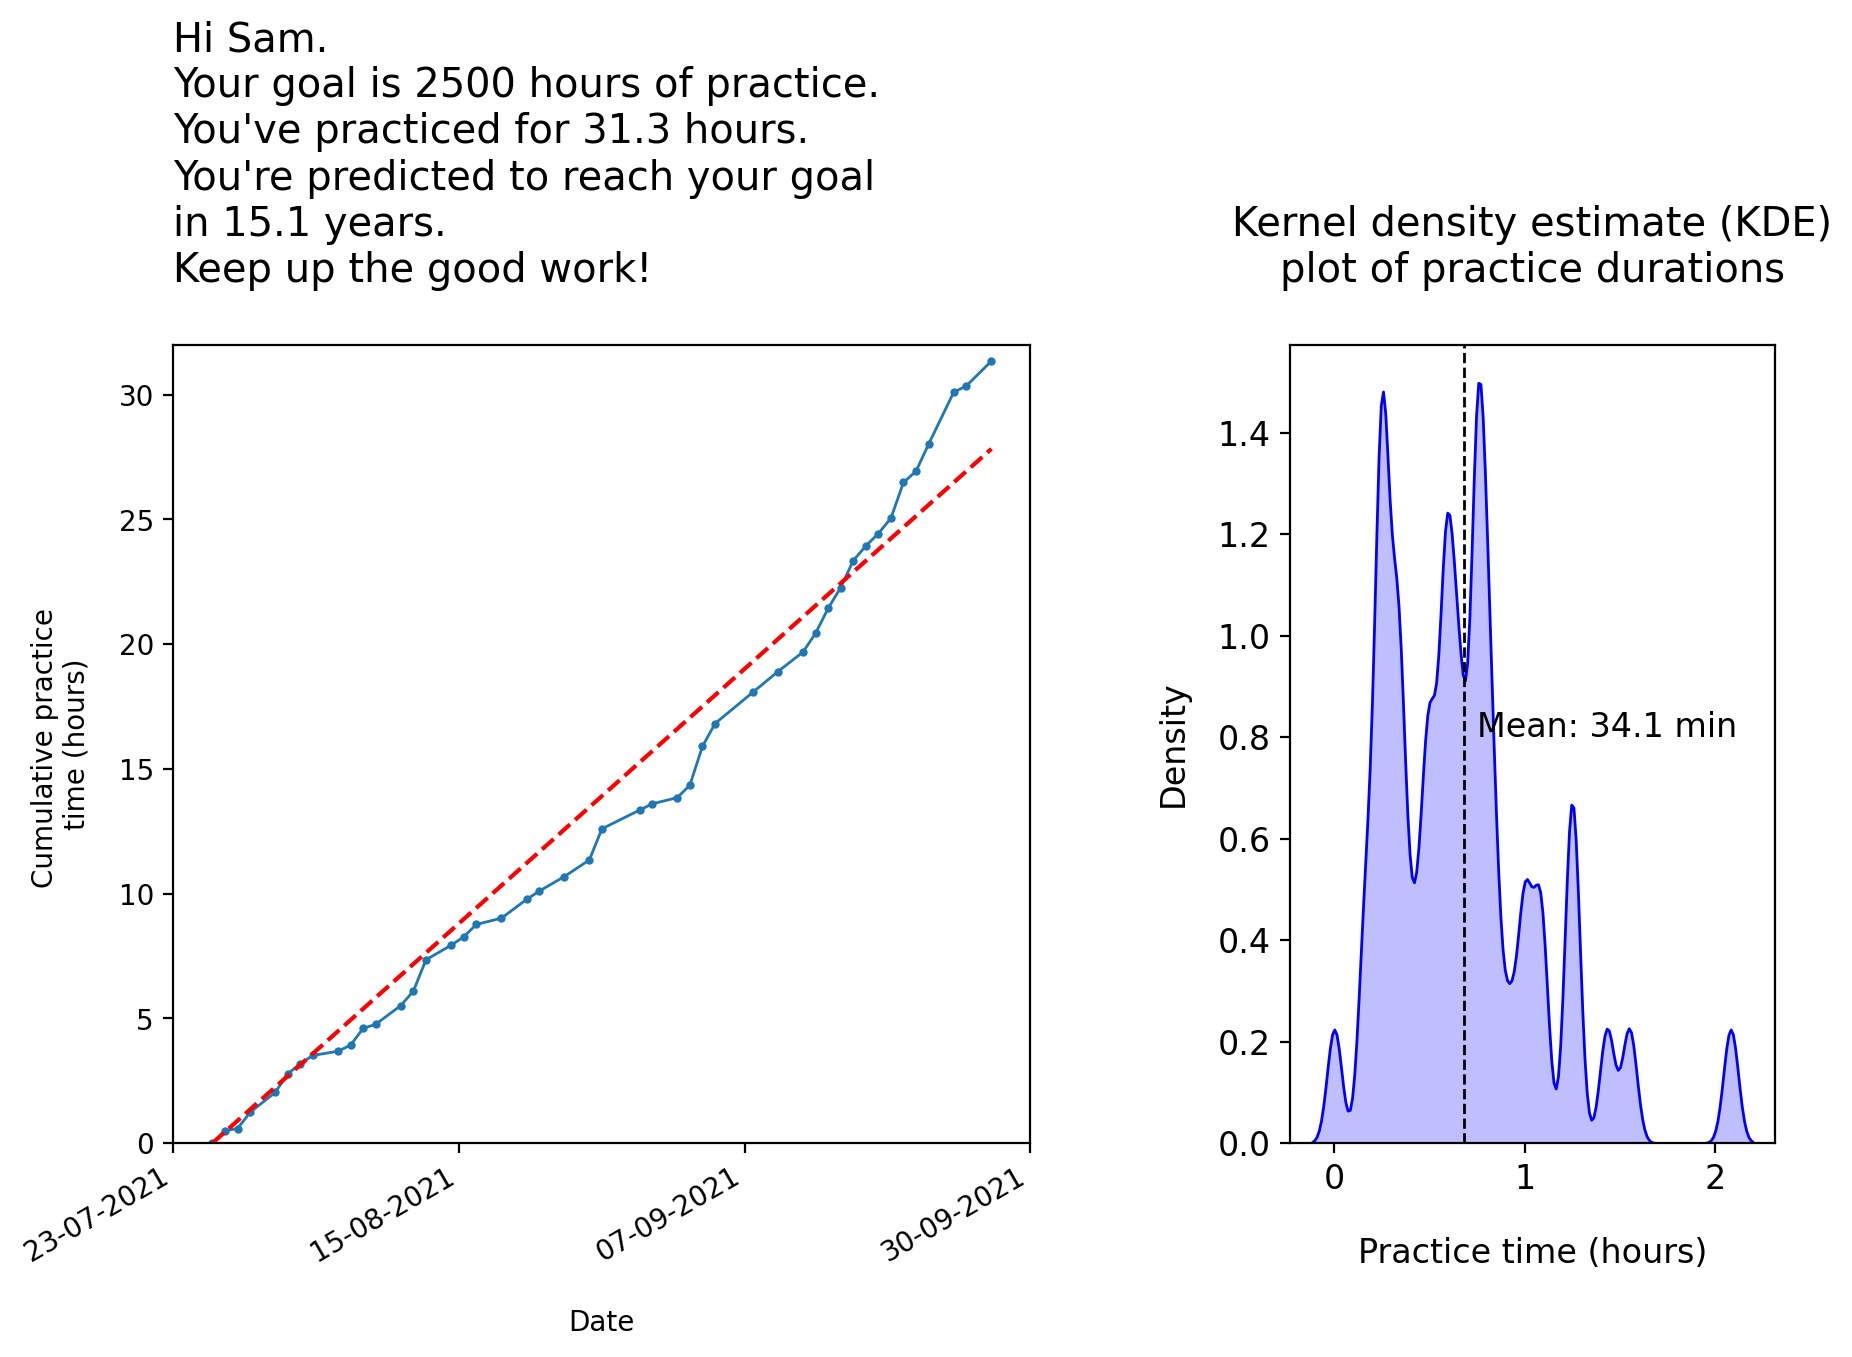 Hi Sam.
Your goal is 2500 hours of practice.
You've practiced for 31.3 hours.
You're predicted to reach your goal
in 15.1 years.
Keep up the good work!
Cumulative practice
time (hours)
30
25
20
15
10
5
0
23-07-2021
15-08-2021
07-09-2021
30-09-2021
Date
Kernel density estimate (KDE)
plot of practice durations
Density
1.4
1.2
1.0
0.8
0.6
0.4
0.2
0.0
Mean: 34.1 min
0
1
2
Practice time (hours)